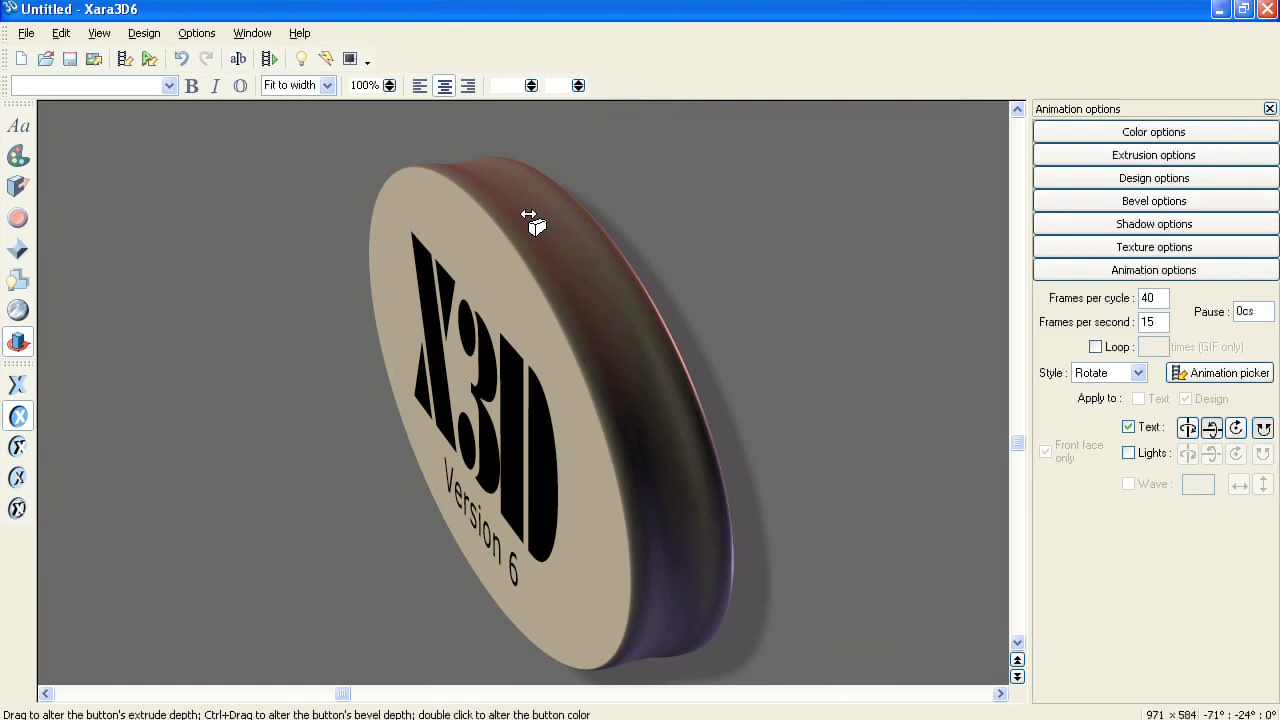 Untitled - Xara3D6
File Edit View Design Options Window Help
B I O Fit to width 100%
Aa
Animation options
Color options
Extrusion options
Design options
Bevel options
Shadow options
Texture options
Animation options
Frames per cycle : 40
Pause : 0cs
Frames per second : 15
Loop : times (GIF only)
Style : Rotate Animation picker
Apply to : Text Design
Text :
Front face only
Lights :
Wave :
X3D
Version 6
Drag to alter the button's extrude depth; Ctrl+Drag to alter the button's bevel depth; double click to alter the button color
971 × 584 -71° : -24° : 0°